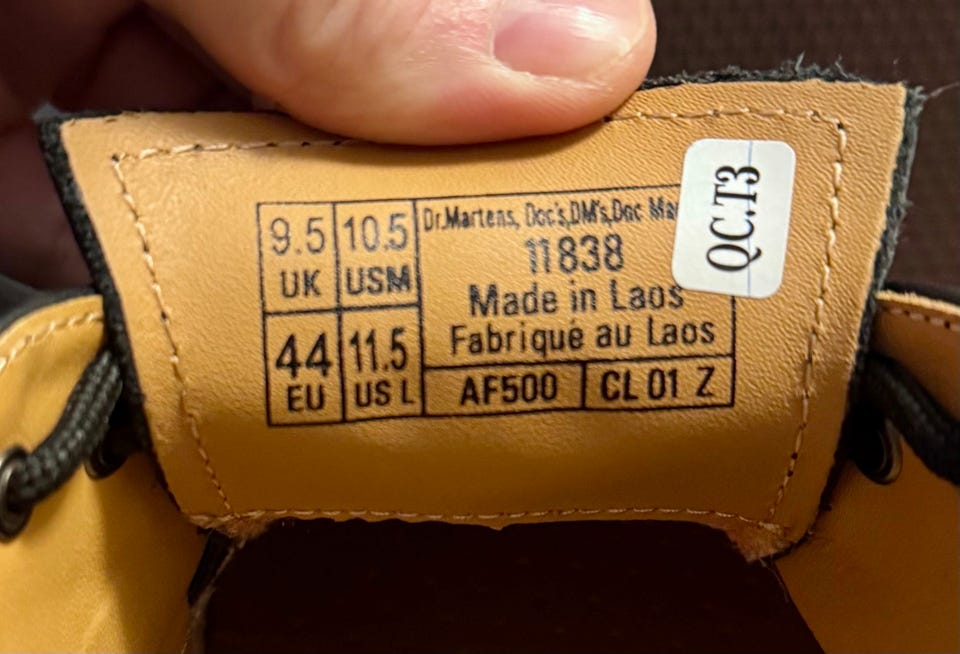 9.5
UK
10.5
USM
44
EU
11.5
US L
Dr.Martens, Doc's,DM's,Doc
11838
Made in Laos
Fabriqué au Laos
AF500
CL 01 Z
QC.T3